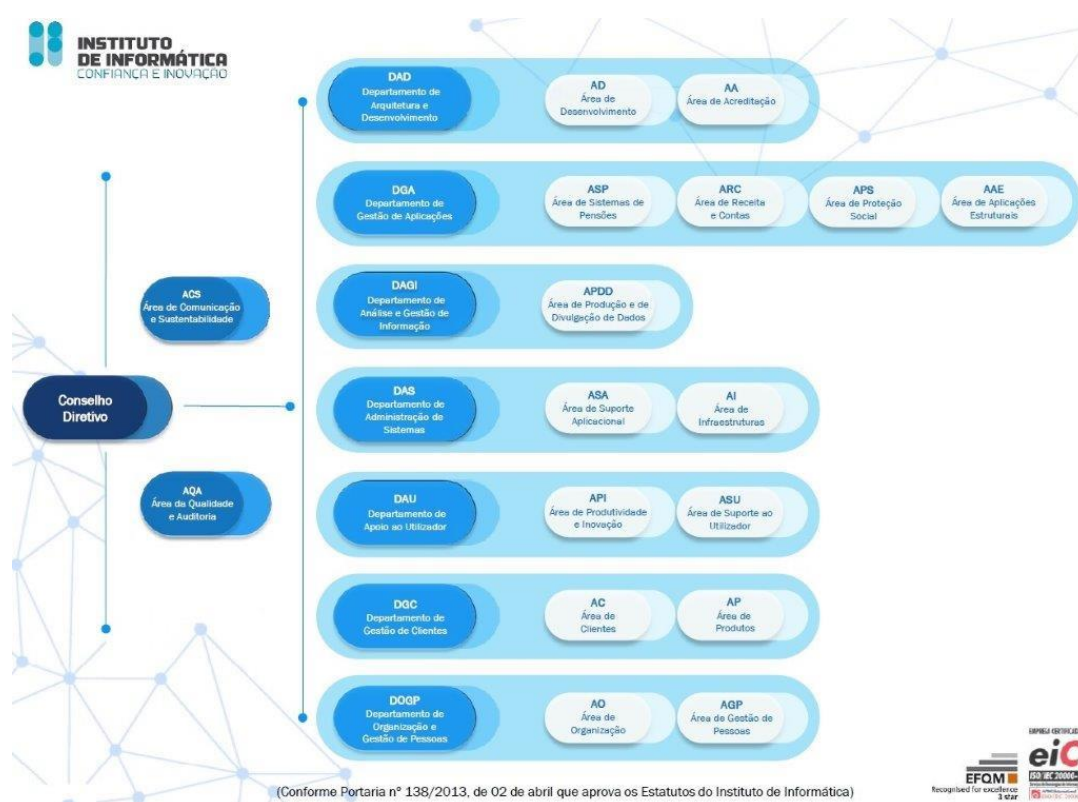 INSTITUTO
DE INFORMÁTICA
CONFIANÇA E INOVAÇÃO
DAD
Departamento de
Arquitetura e
Desenvolvimento
AD
Área de
Desenvolvimento
AA
Área de Acreditação
DGA
Departamento de
Gestão de Aplicações
ASP
Área de Sistemas de
Pensões
ARC
Área de Receita
e Contas
APS
Área de Proteção
Social
AAE
Área de Aplicações
Estruturais
ACS
Área de Comunicação
e Sustentabilidade
DAGI
Departamento de
Análise e Gestão de
Informação
APDD
Área de Produção e de
Divulgação de Dados
Conselho
Diretivo
DAS
Departamento de
Administração de
Sistemas
ASA
Área de Suporte
Aplicacional
AI
Área de
Infraestruturas
AQA
Área da Qualidade
e Auditoria
DAU
Departamento de
Apoio ao Utilizador
API
Área de Produtividade
e Inovação
ASU
Área de Suporte ao
Utilizador
DGC
Departamento de
Gestão de Clientes
AC
Área de
Clientes
AP
Área de
Produtos
DOGP
Departamento de
Organização e
Gestão de Pessoas
AO
Área de
Organização
AGP
Área de Gestão de
Pessoas
(Conforme Portaria nº 138/2013, de 02 de abril que aprova os Estatutos do Instituto de Informática)
EFQM
Recognised for excellence
3 star
EMPRESA CERTIFICADA
eiC
ISO/IEC 20000-